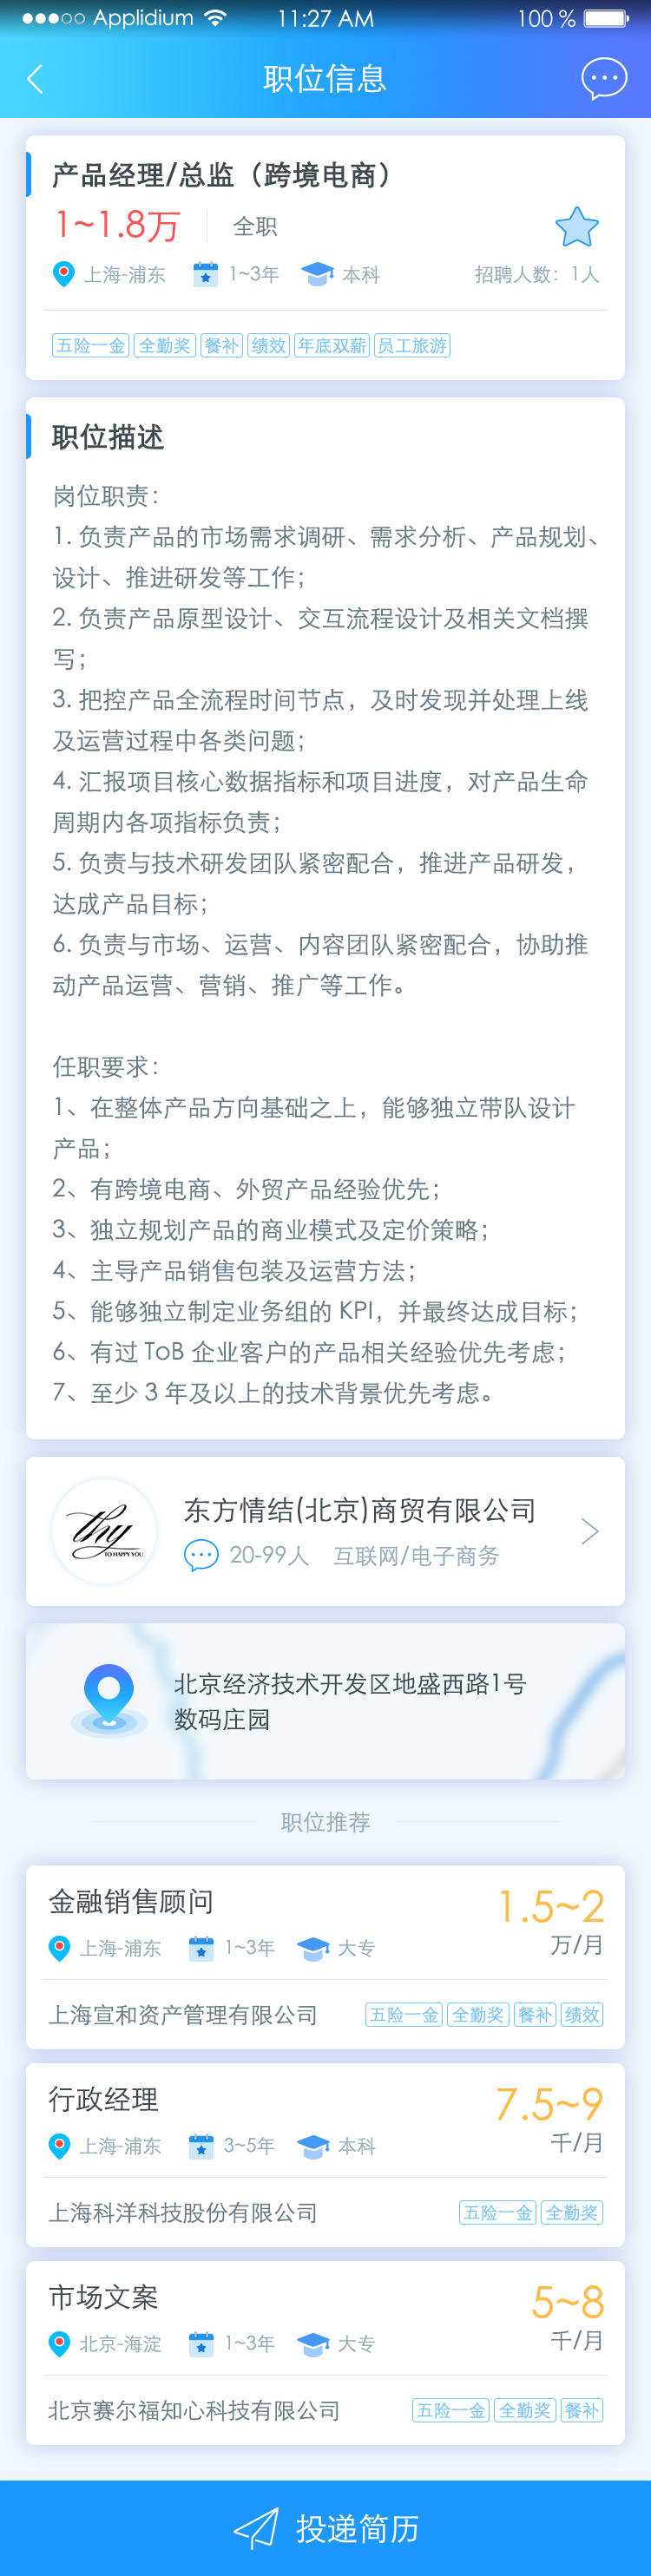 Applidium 11:27 AM 100 %
职位信息
产品经理/总监（跨境电商）
1~1.8万 全职
上海-浦东 1~3年 本科 招聘人数：1人
五险一金 全勤奖 餐补 绩效 年底双薪 员工旅游
职位描述
岗位职责：
1. 负责产品的市场需求调研、需求分析、产品规划、
设计、推进研发等工作；
2. 负责产品原型设计、交互流程设计及相关文档撰
写；
3. 把控产品全流程时间节点，及时发现并处理上线
及运营过程中各类问题；
4. 汇报项目核心数据指标和项目进度，对产品生命
周期内各项指标负责；
5. 负责与技术研发团队紧密配合，推进产品研发，
达成产品目标；
6. 负责与市场、运营、内容团队紧密配合，协助推
动产品运营、营销、推广等工作。
任职要求：
1、在整体产品方向基础之上，能够独立带队设计
产品；
2、有跨境电商、外贸产品经验优先；
3、独立规划产品的商业模式及定价策略；
4、主导产品销售包装及运营方法；
5、能够独立制定业务组的 KPI，并最终达成目标；
6、有过 ToB 企业客户的产品相关经验优先考虑；
7、至少 3 年及以上的技术背景优先考虑。
thy
TO HAPPY YOU
东方情结(北京)商贸有限公司
20-99人 互联网/电子商务
北京经济技术开发区地盛西路1号
数码庄园
职位推荐
金融销售顾问 1.5~2
上海-浦东 1~3年 大专 万/月
上海宣和资产管理有限公司 五险一金 全勤奖 餐补 绩效
行政经理 7.5~9
上海-浦东 3~5年 本科 千/月
上海科洋科技股份有限公司 五险一金 全勤奖
市场文案 5~8
北京-海淀 1~3年 大专 千/月
北京赛尔福知心科技有限公司 五险一金 全勤奖 餐补
投递简历